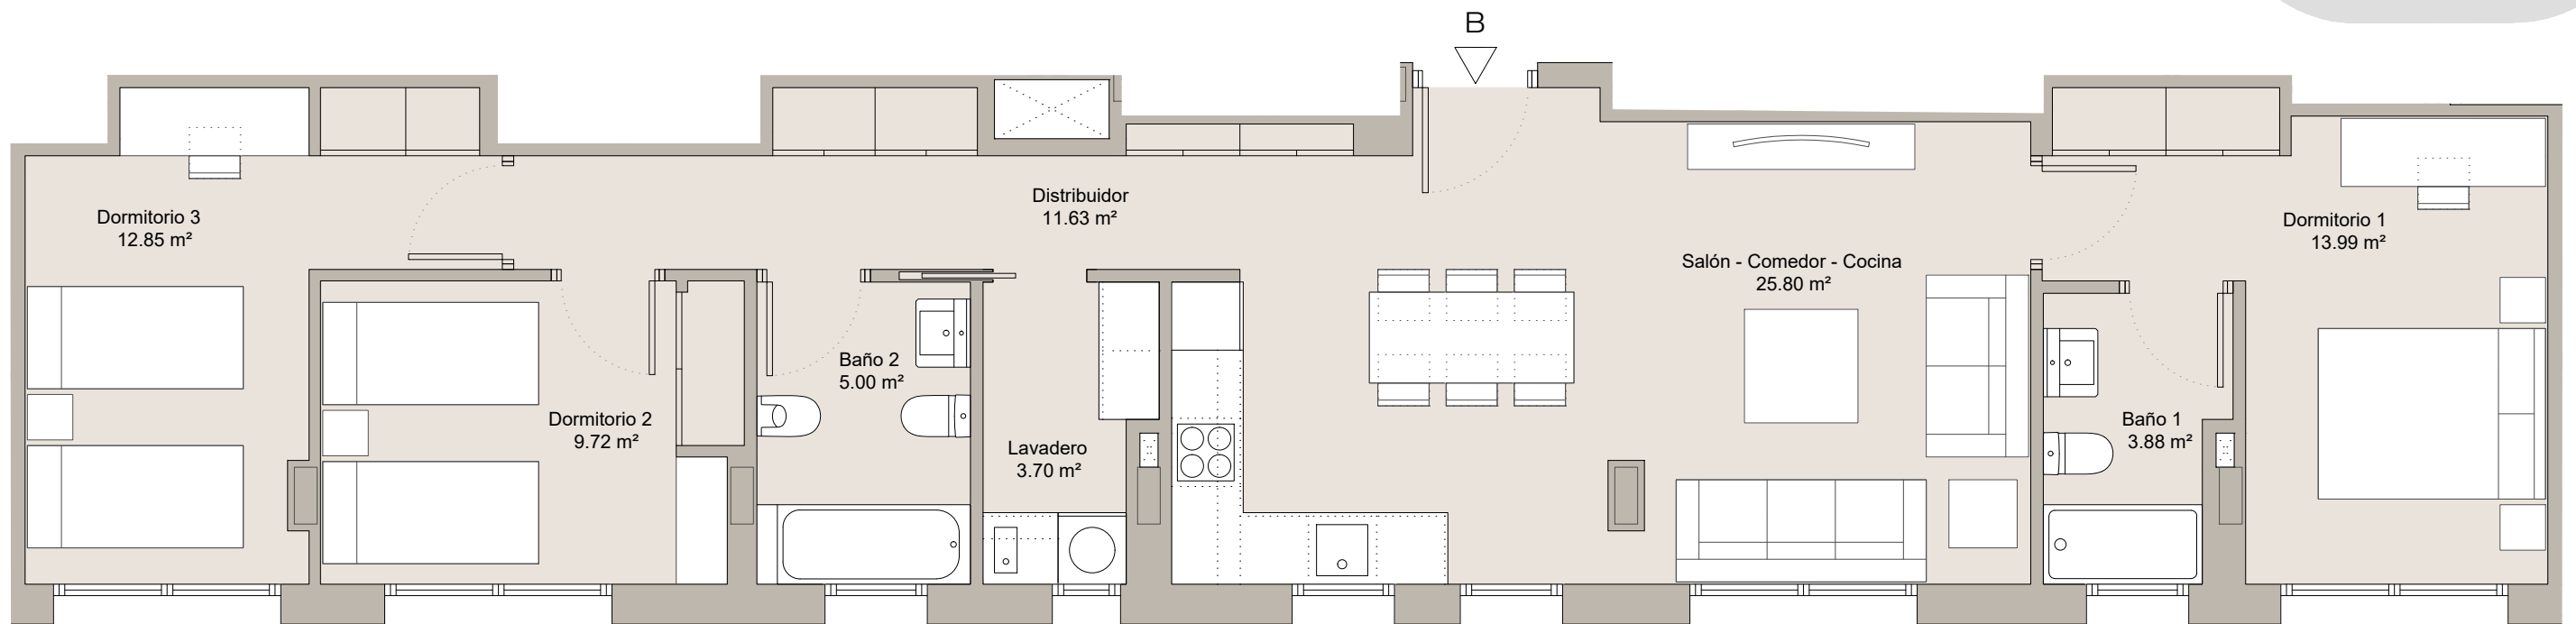 B
Distribuidor
11.63 m²
Dormitorio 3
12.85 m²
Dormitorio 1
13.99 m²
Salón - Comedor - Cocina
25.80 m²
Baño 2
5.00 m²
Dormitorio 2
9.72 m²
Baño 1
3.88 m²
Lavadero
3.70 m²